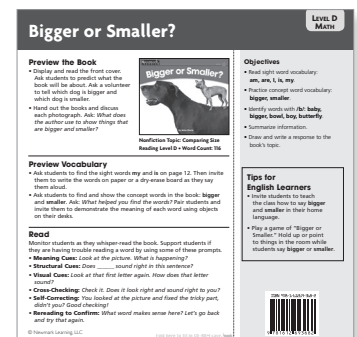 Bigger or Smaller?
LEVEL D
MATH
Preview the Book
• Display and read the front cover.
Ask students to predict what the
book will be about. Ask a volunteer
to tell which dog is bigger and
which dog is smaller.
• Hand out the books and discuss
each photograph. Ask: What does
the author use to show things that
are bigger and smaller?
Bigger or Smaller?
Nonfiction Topic: Comparing Size
Reading Level D • Word Count: 116
Preview Vocabulary
• Ask students to find the sight words my and is on page 12. Then invite
them to write the words on paper or a dry-erase board as they say
them aloud.
• Ask students to find and show the concept words in the book: bigger
and smaller. Ask: What helped you find the words? Pair students and
invite them to demonstrate the meaning of each word using objects
on their desks.
Read
Monitor students as they whisper-read the book. Support students if
they are having trouble reading a word by using some of these prompts.
• Meaning Cues: Look at the picture. What is happening?
• Structural Cues: Does _____ sound right in this sentence?
• Visual Cues: Look at that first letter again. How does that letter
sound?
• Cross-Checking: Check it. Does it look right and sound right to you?
• Self-Correcting: You looked at the picture and fixed the tricky part,
didn't you? Good checking!
• Rereading to Confirm: What word makes sense here? Let's go back
and try that again.
© Newmark Learning, LLC
Objectives
• Read sight word vocabulary:
am, are, I, is, my.
• Practice concept word vocabulary:
bigger, smaller.
• Identify words with /b/: baby,
bigger, bowl, boy, butterfly.
• Summarize information.
• Draw and write a response to the
book's topic.
Tips for
English Learners
• Invite students to teach
the class how to say bigger
and smaller in their home
language.
• Play a game of "Bigger or
Smaller." Hold up or point
to things in the room while
students say bigger or smaller.